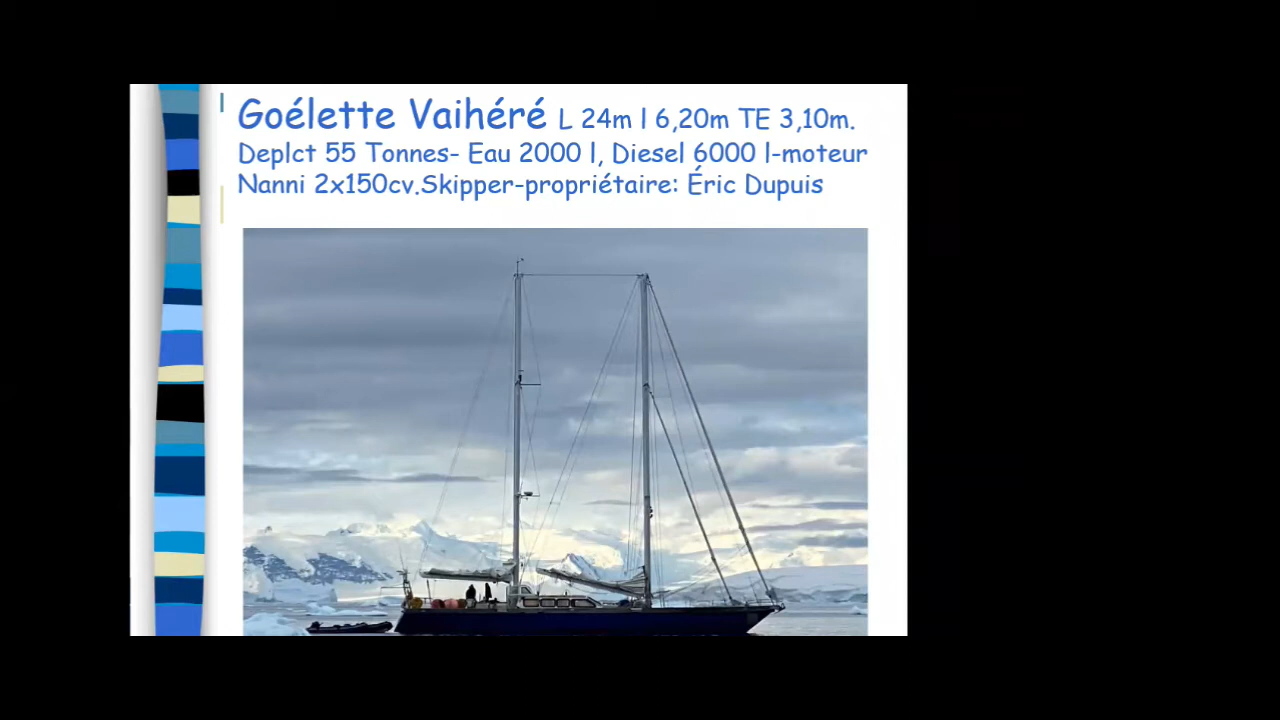 Goélette Vaihéré L 24m l 6,20m TE 3,10m.
Deplct 55 Tonnes- Eau 2000 l, Diesel 6000 l-moteur
Nanni 2x150cv.Skipper-propriétaire: Éric Dupuis